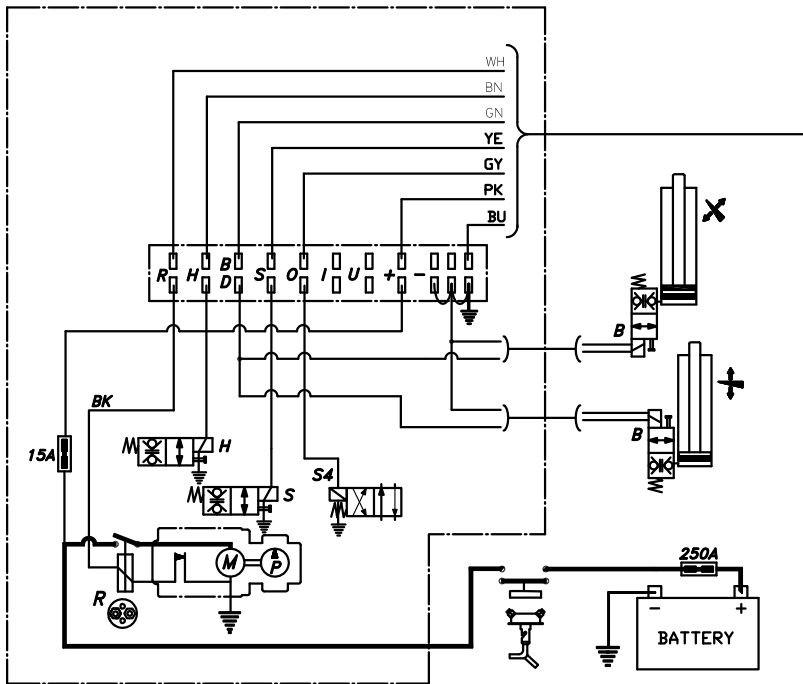 WH
BN
GN
YE
GY
PK
BU
R H B D S O I U + -
B
B
BK
15A
H
S4
S
250A
M P
R
- +
BATTERY